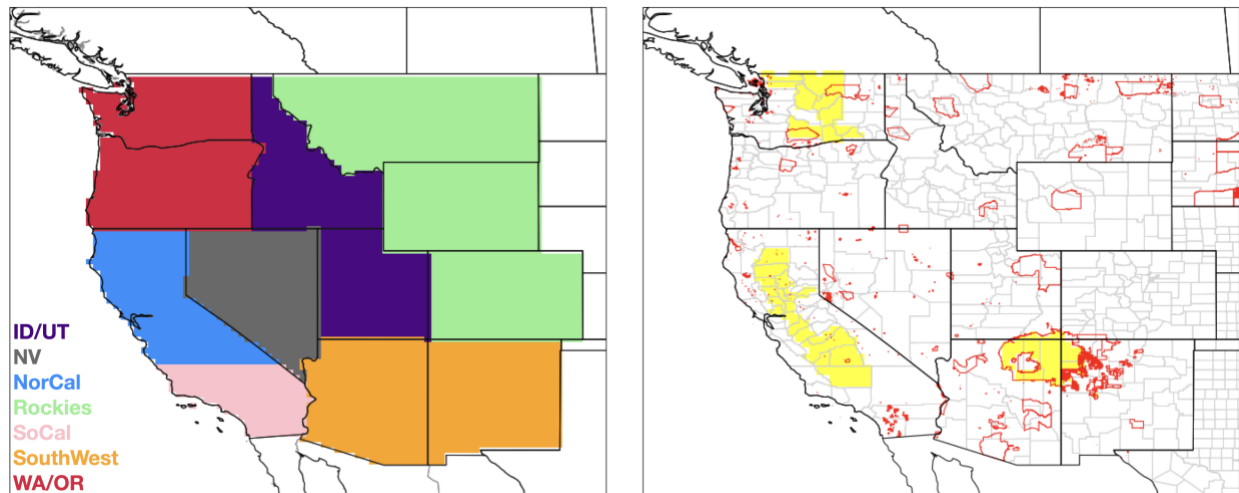 ID/UT
NV
NorCal
Rockies
SoCal
SouthWest
WA/OR